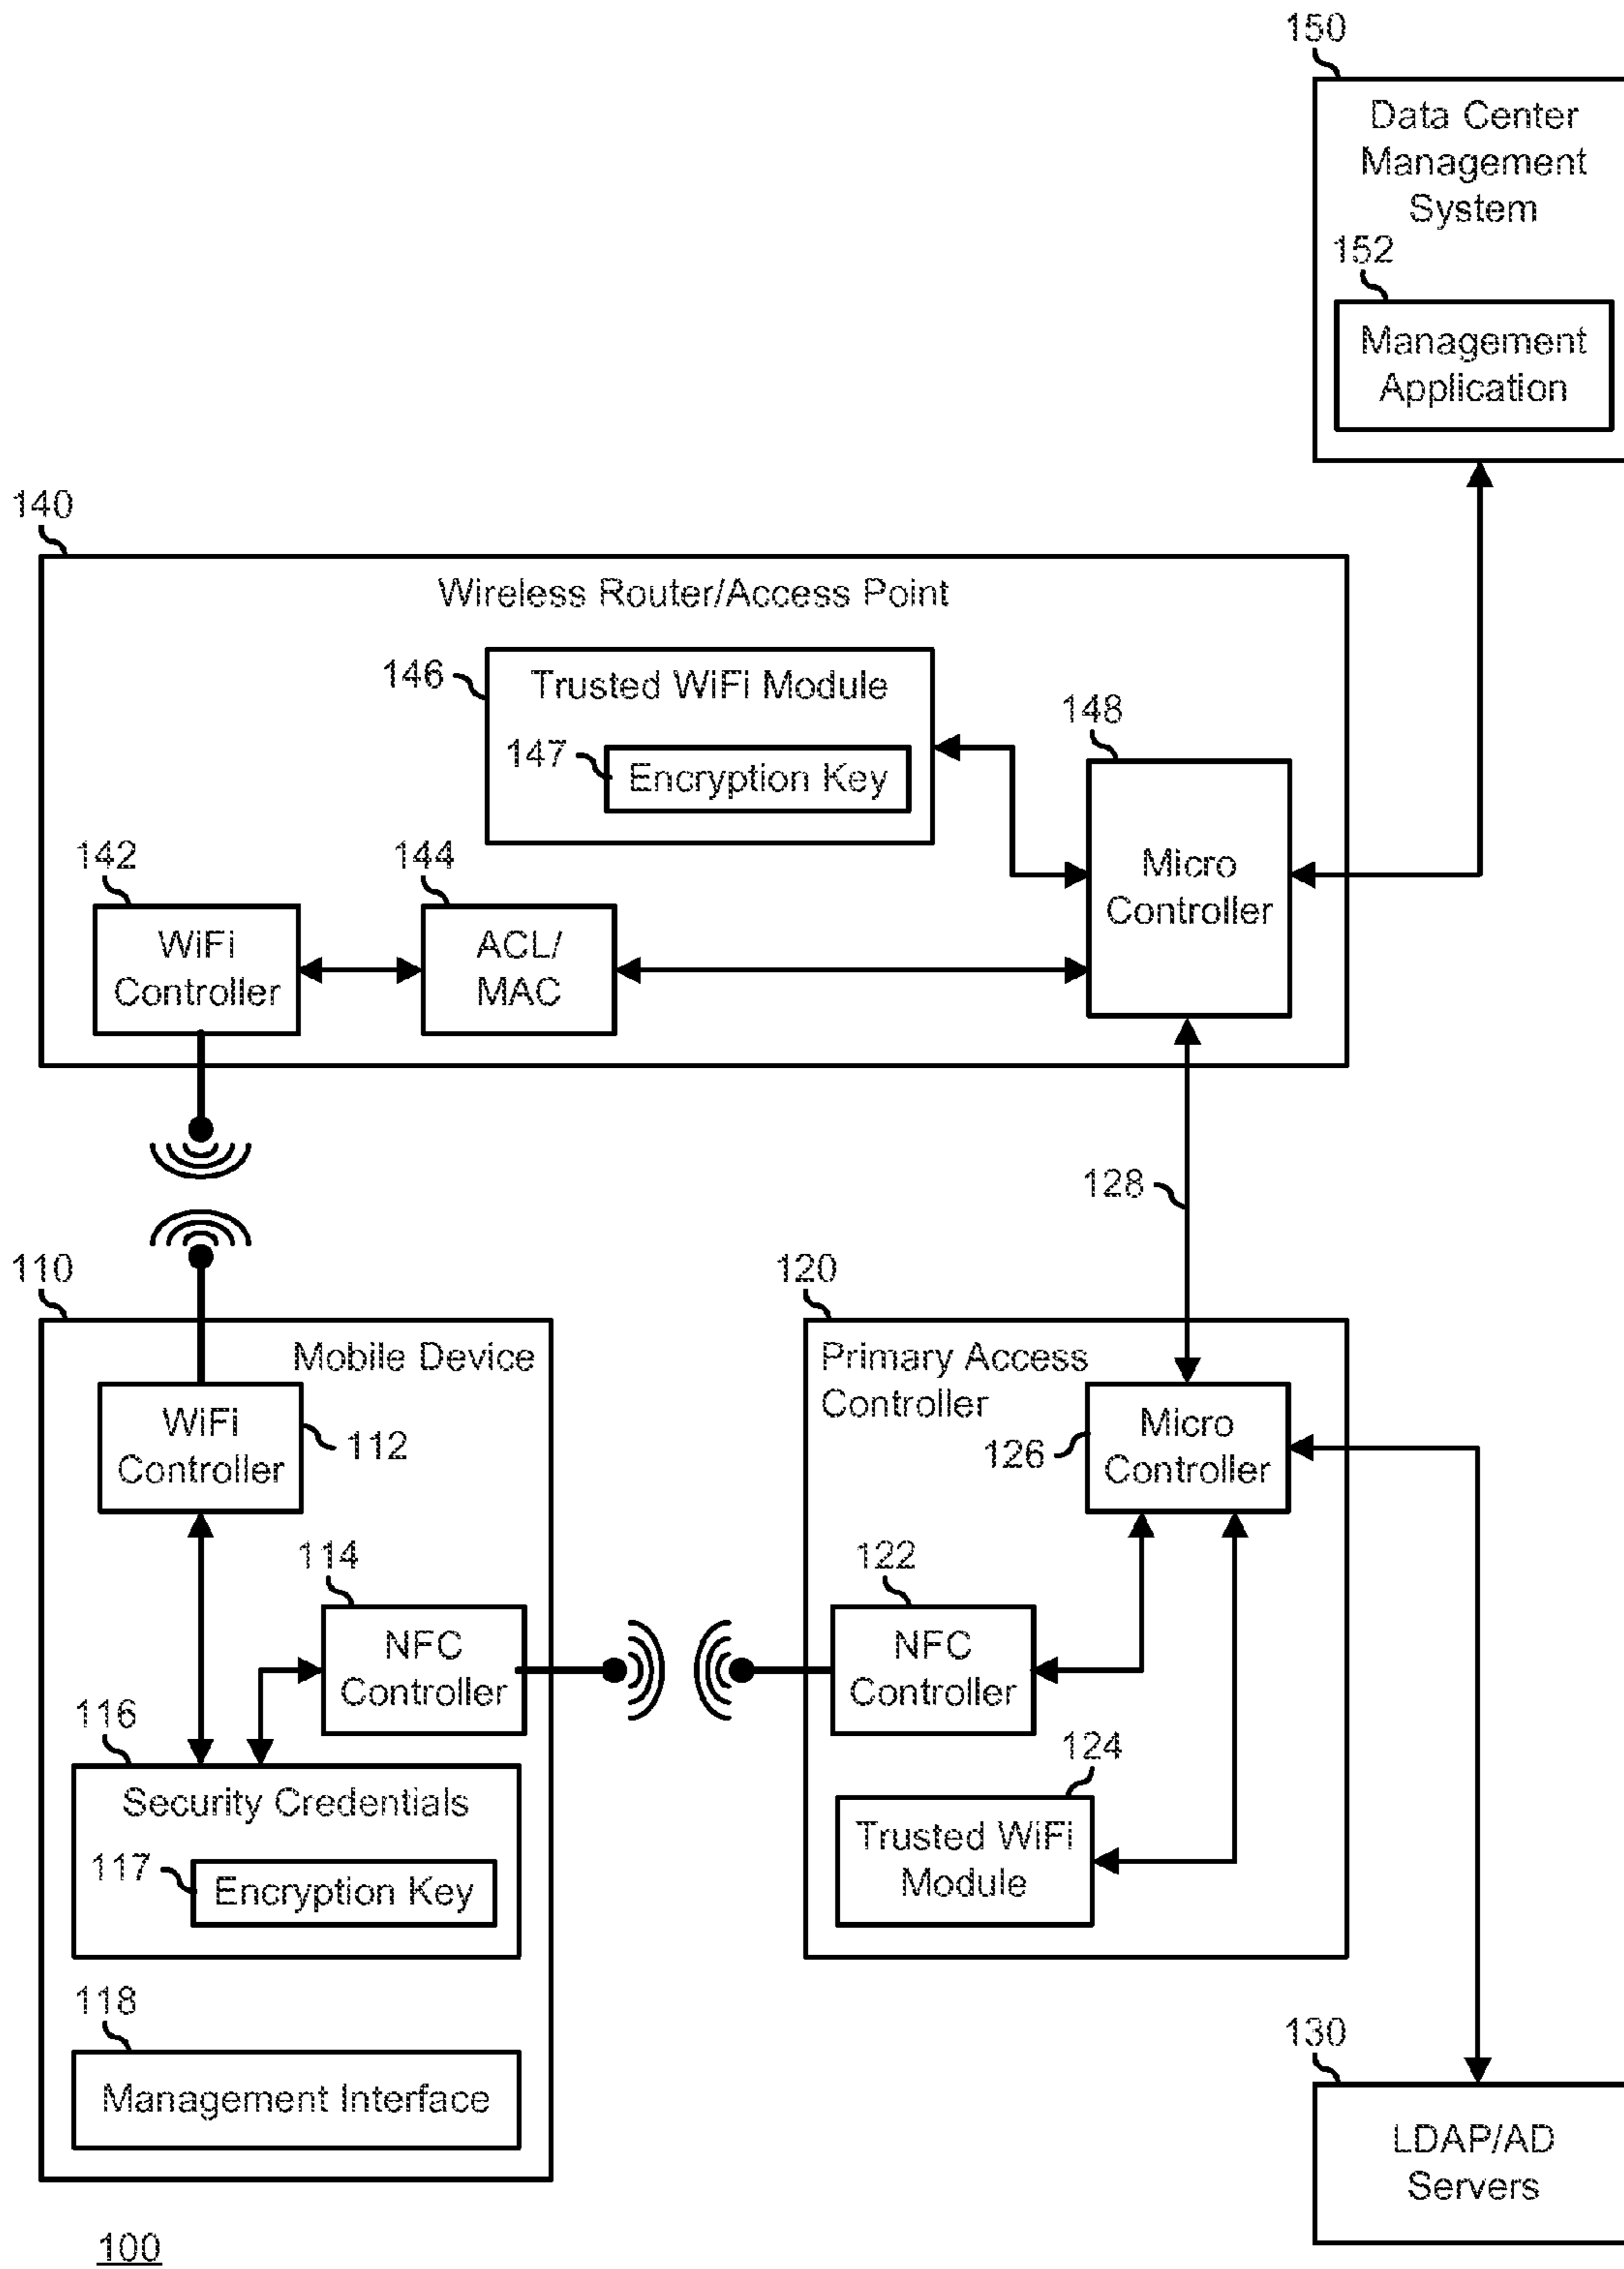 150
Data Center
Management
System
152
Management
Application
140
Wireless Router/Access Point
146
Trusted WiFi Module
147
Encryption Key
148
Micro
Controller
142
WiFi
Controller
144
ACL/
MAC
128
110
Mobile Device
WiFi
Controller
112
114
NFC
Controller
116
Security Credentials
117
Encryption Key
118
Management Interface
120
Primary Access
Controller
126
Micro
Controller
122
NFC
Controller
124
Trusted WiFi
Module
130
LDAP/AD
Servers
100